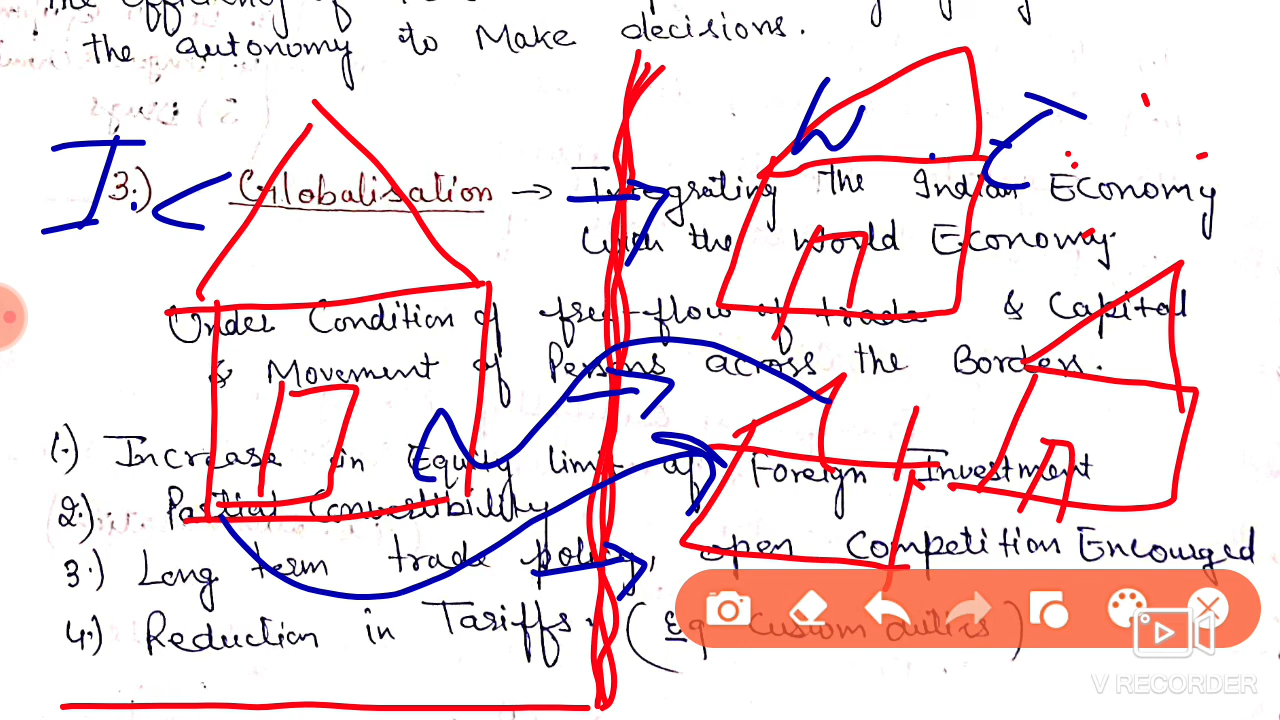 the autonomy to Make decisions.
3.) Globalisation → Integrating the Indian Economy
with the World Economy.
Under Condition of free-flow of trade & Capital
& Movement of Persons across the Borders.
(1.) Increase in Equity limit of Foreign Investment
2.) Partial Convertibility
3.) Long term trade policy, open Competition Encouraged
4.) Reduction in Tariffs. (Eg Custom duties)
V RECORDER